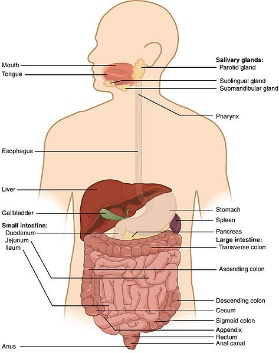 Mouth
Tongue
Esophagus
Liver
Gallbladder
Small intestine:
Duodenum
Jejunum
Ileum
Anus
Salivary glands:
Parotid gland
Sublingual gland
Submandibular gland
Pharynx
Stomach
Spleen
Pancreas
Large intestine:
Transverse colon
Ascending colon
Descending colon
Cecum
Sigmoid colon
Appendix
Rectum
Anal canal